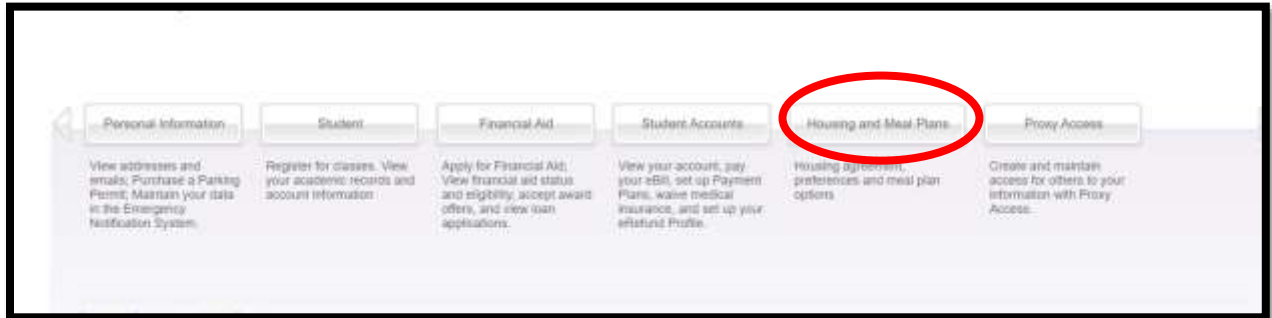 Personal Information
Student
Financial Aid
Student Accounts
Housing and Meal Plans
Proxy Access
View addresses and
emails; Purchase a Parking
Permit; Maintain your data
in the Emergency
Notification System.
Register for classes. View
your academic records and
account information
Apply for Financial Aid;
View financial aid status
and eligibility, accept award
offers, and view loan
applications.
View your account, pay
your eBill, set up Payment
Plans, waive medical
insurance, and set up your
eRefund Profile.
Housing agreement,
preferences and meal plan
options
Create and maintain
access for others to your
information with Proxy
Access.